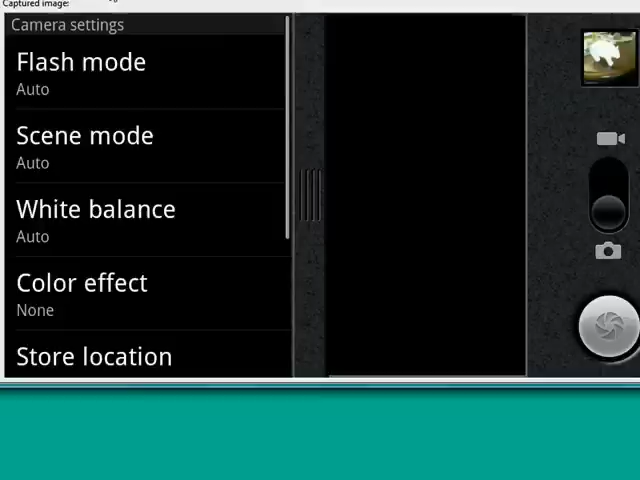 Captured image:
Camera settings
Flash mode
Auto
Scene mode
Auto
White balance
Auto
Color effect
None
Store location